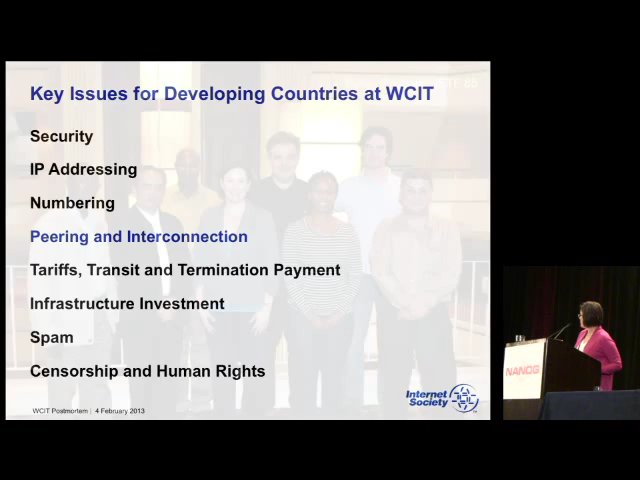 Key Issues for Developing Countries at WCIT
Security
IP Addressing
Numbering
Peering and Interconnection
Tariffs, Transit and Termination Payment
Infrastructure Investment
Spam
Censorship and Human Rights
WCIT Postmortem | 4 February 2013
Internet
Society
NANOG